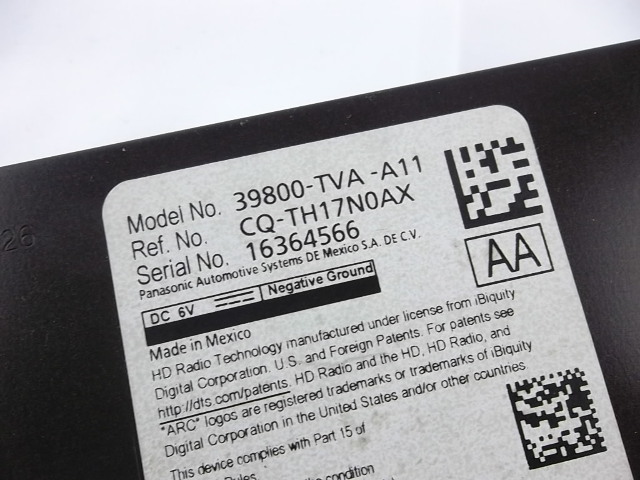 26
Model No. 39800-TVA -A11
Ref. No. CQ-TH17N0AX
Serial No. 16364566
Panasonic Automotive Systems DE Mexico S.A. DE C.V.
AA
DC 6V Negative Ground
Made in Mexico
HD Radio Technology manufactured under license from iBiquity
Digital Corporation. U.S. and Foreign Patents. For patents see
http://dts.com/patents. HD Radio and the HD, HD Radio, and
"ARC" logos are registered trademarks or trademarks of iBiquity
Digital Corporation in the United States and/or other countries
This device complies with Part 15 of
Rules
the condition